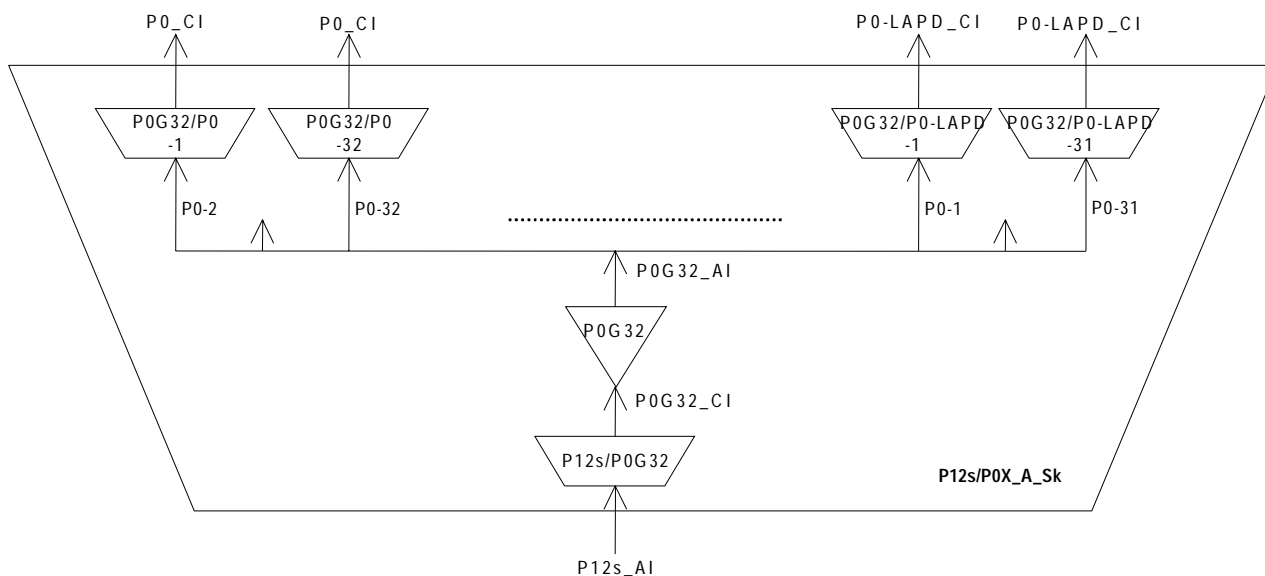 P0_CI
P0_CI
P0-LAPD_CI
P0-LAPD_CI
P0G32/P0
-1
P0G32/P0
-32
P0G32/P0-LAPD
-1
P0G32/P0-LAPD
-31
P0-2
P0-32
P0-1
P0-31
P0G32_AI
P0G32
P0G32_CI
P12s/P0G32
P12s/P0X_A_Sk
P12s_AI